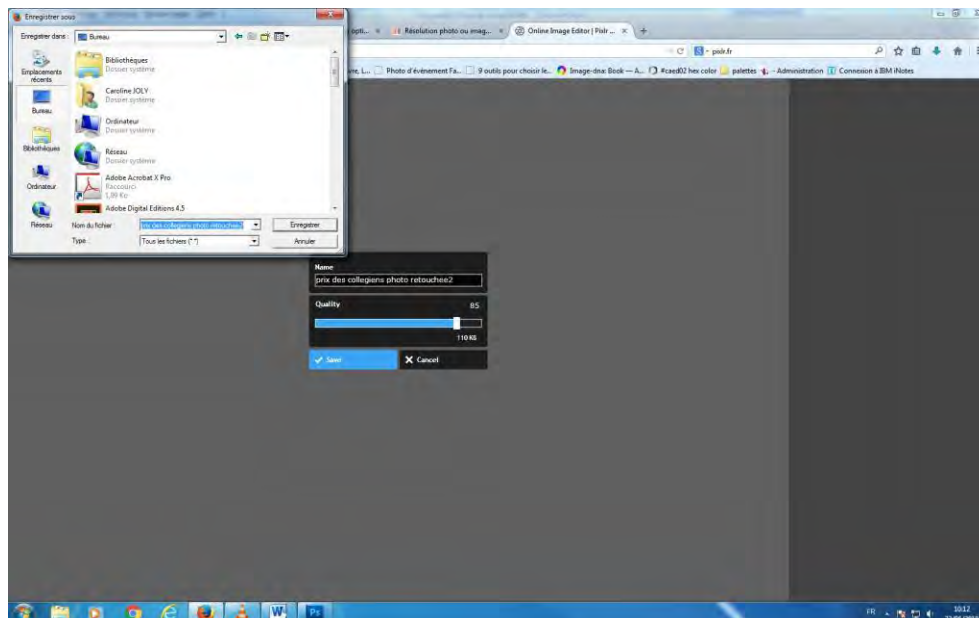 Enregistrer sous
Enregistrer dans :
Bureau
Emplacements récents
Bureau
Bibliothèques
Ordinateur
Réseau
Bibliothèques
Dossier système
Caroline JOLY
Dossier système
Ordinateur
Dossier système
Réseau
Dossier système
Adobe Acrobat X Pro
Raccourci
Adobe Digital Editions 4.5
Nom du fichier :
prix des collegiens photo retouchee2
Enregistrer
Type :
Tous les fichiers (*.*)
Annuler
opti...
Résolution photo ou imag...
Online Image Editor | Pixlr ...
pixlr.fr
Photo d'événement Fa...
9 outils pour choisir le...
Image-dna: Book — A...
#caed02 hex color
palettes
- Administration
Connexion à IBM iNotes
Name
prix des collegiens photo retouchee2
Quality
85
110 KB
Save
Cancel
W
Ps
FR
10:12